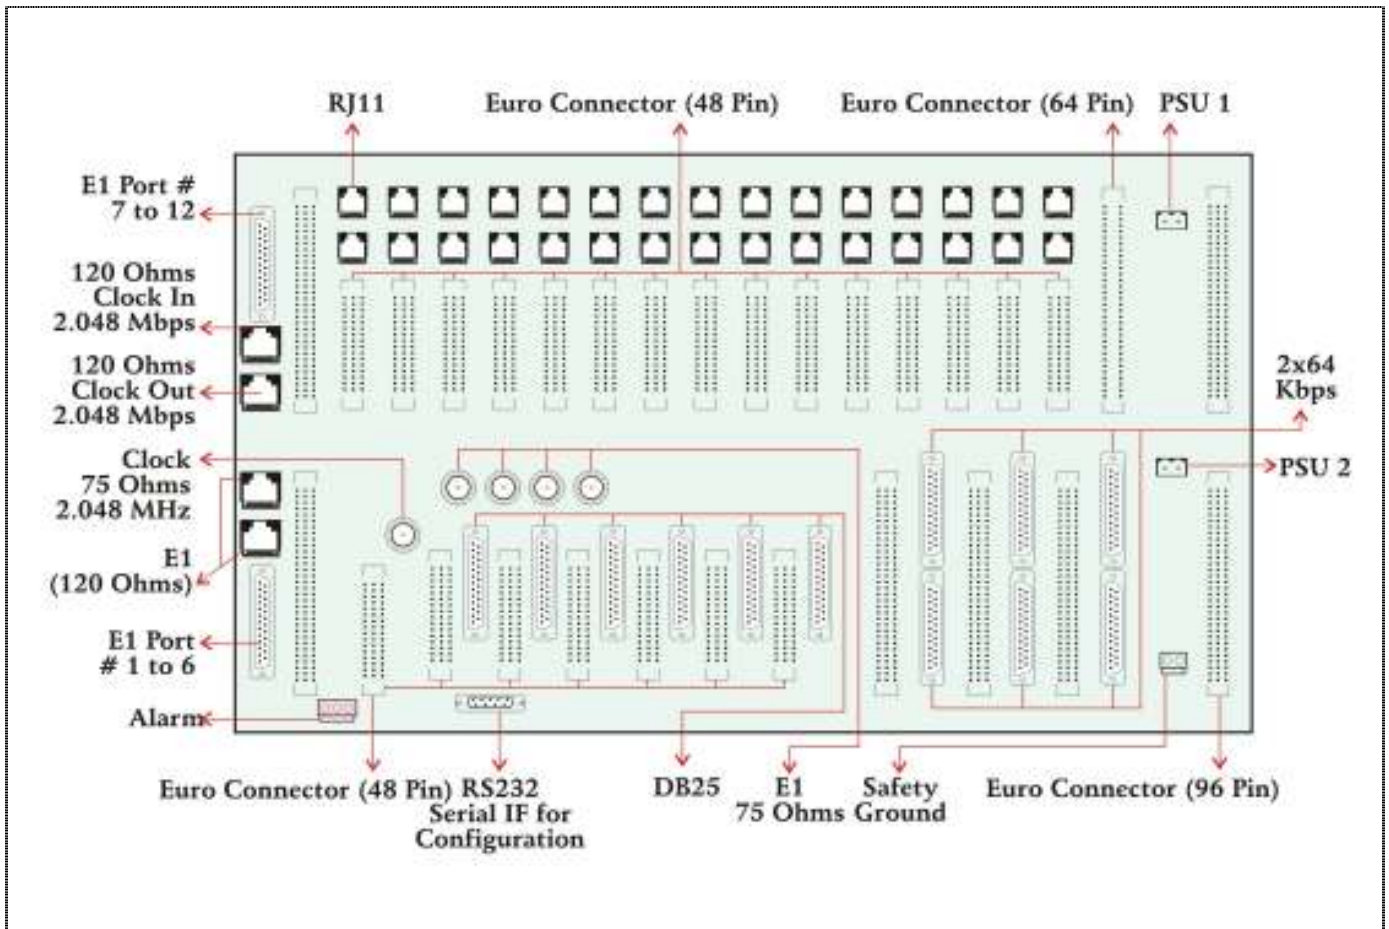 RJ11
Euro Connector (48 Pin)
Euro Connector (64 Pin)
PSU 1
E1 Port #
7 to 12
120 Ohms
Clock In
2.048 Mbps
120 Ohms
Clock Out
2.048 Mbps
2x64
Kbps
Clock
75 Ohms
2.048 MHz
PSU 2
E1
(120 Ohms)
E1 Port
# 1 to 6
Alarm
Euro Connector (48 Pin)
RS232
Serial IF for
Configuration
DB25
E1
75 Ohms
Safety
Ground
Euro Connector (96 Pin)